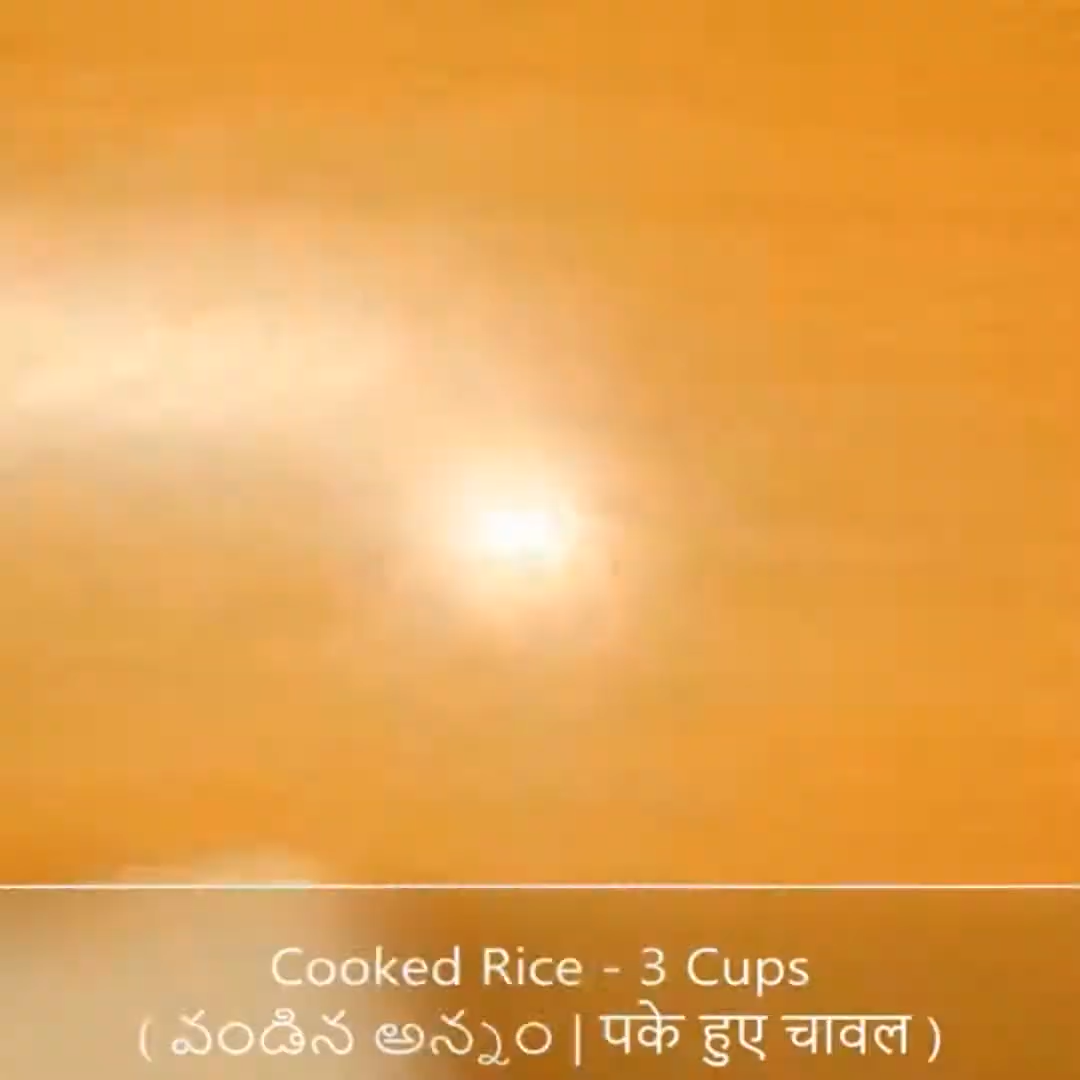 Cooked Rice - 3 Cups
( వండిన అన్నం | पके हुए चावल )